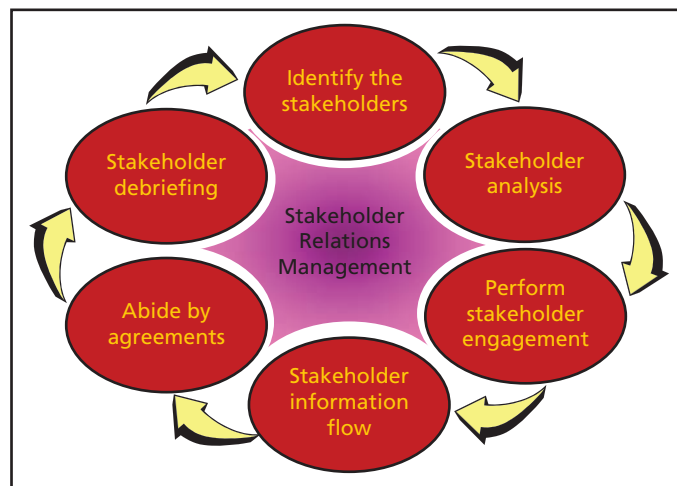 Identify the
stakeholders
Stakeholder
analysis
Perform
stakeholder
engagement
Stakeholder
information
flow
Abide by
agreements
Stakeholder
debriefing
Stakeholder
Relations
Management